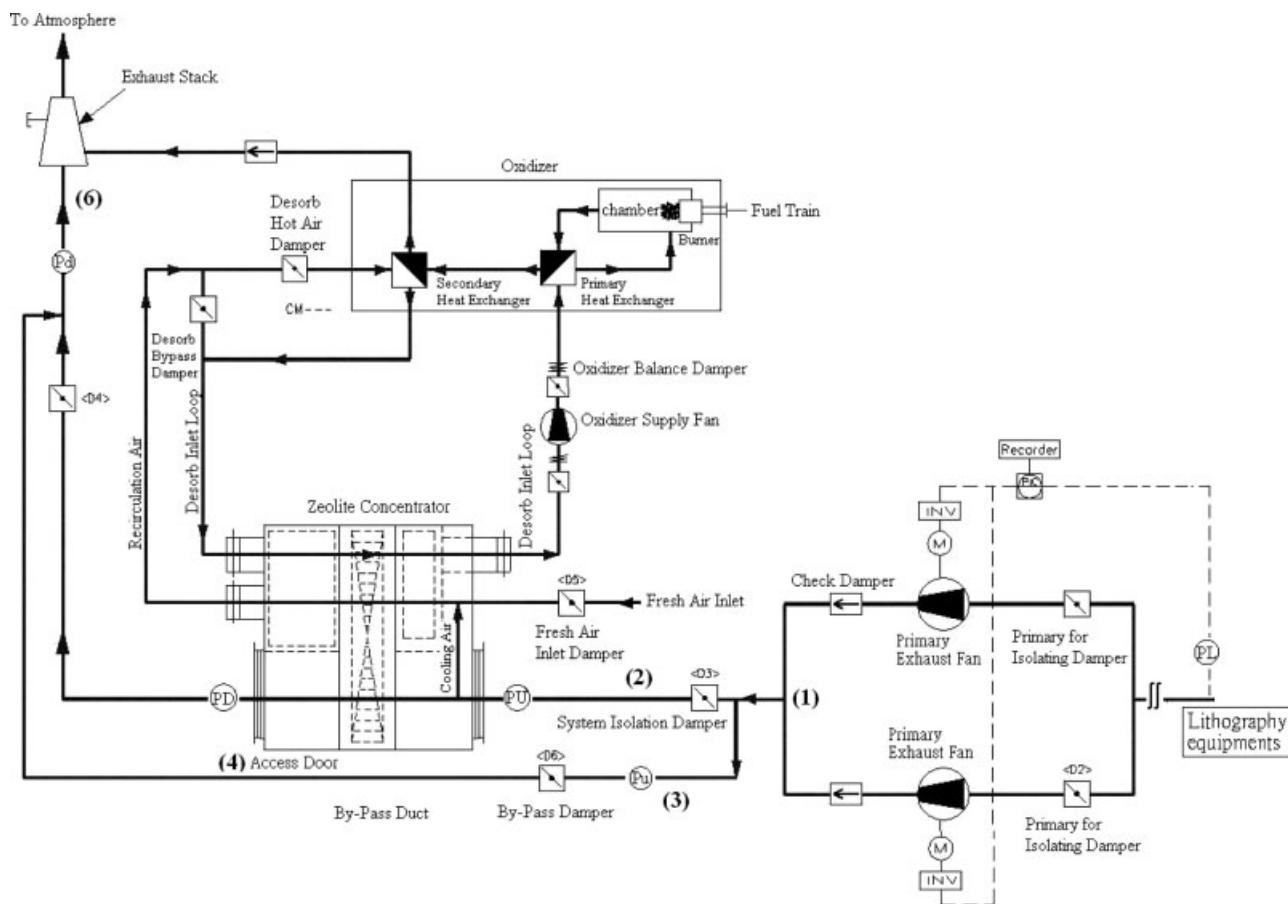 To Atmosphere
Exhaust Stack
(6)
Pd
Oxidizer
Desorb
Hot Air
Damper
chamber
Burner
Fuel Train
Secondary
Heat Exchanger
Primary
Heat Exchanger
CM---
Desorb
Bypass
Damper
<D4>
Recirculation Air
Desorb Inlet Loop
Desorb Inlet Loop
Oxidizer Balance Damper
Oxidizer Supply Fan
Zeolite Concentrator
Recorder
PIC
INV
M
Check Damper
<D5>
Fresh Air Inlet
Fresh Air
Inlet Damper
Cooling Air
Primary
Exhaust Fan
Primary for
Isolating Damper
PL
PD
PU
(2)
<D3>
(1)
System Isolation Damper
Lithography
equipments
(4)
Access Door
<D6>
Pu
(3)
By-Pass Duct
By-Pass Damper
Primary
Exhaust Fan
<D2>
Primary for
Isolating Damper
M
INV